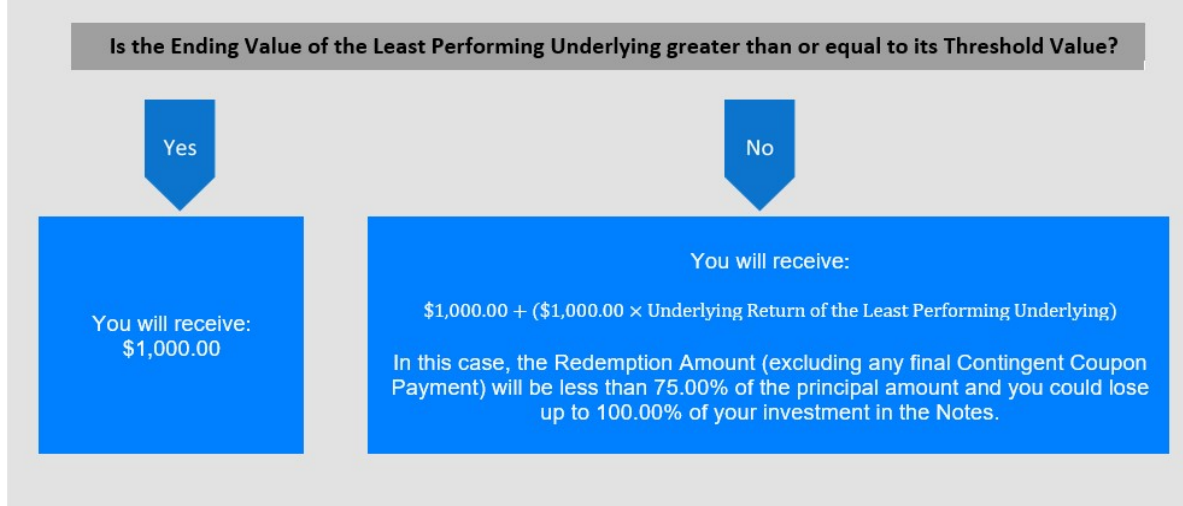 Is the Ending Value of the Least Performing Underlying greater than or equal to its Threshold Value?
Yes
No
You will receive:
$1,000.00
You will receive:
$1,000.00 + ($1,000.00 × Underlying Return of the Least Performing Underlying)
In this case, the Redemption Amount (excluding any final Contingent Coupon
Payment) will be less than 75.00% of the principal amount and you could lose
up to 100.00% of your investment in the Notes.